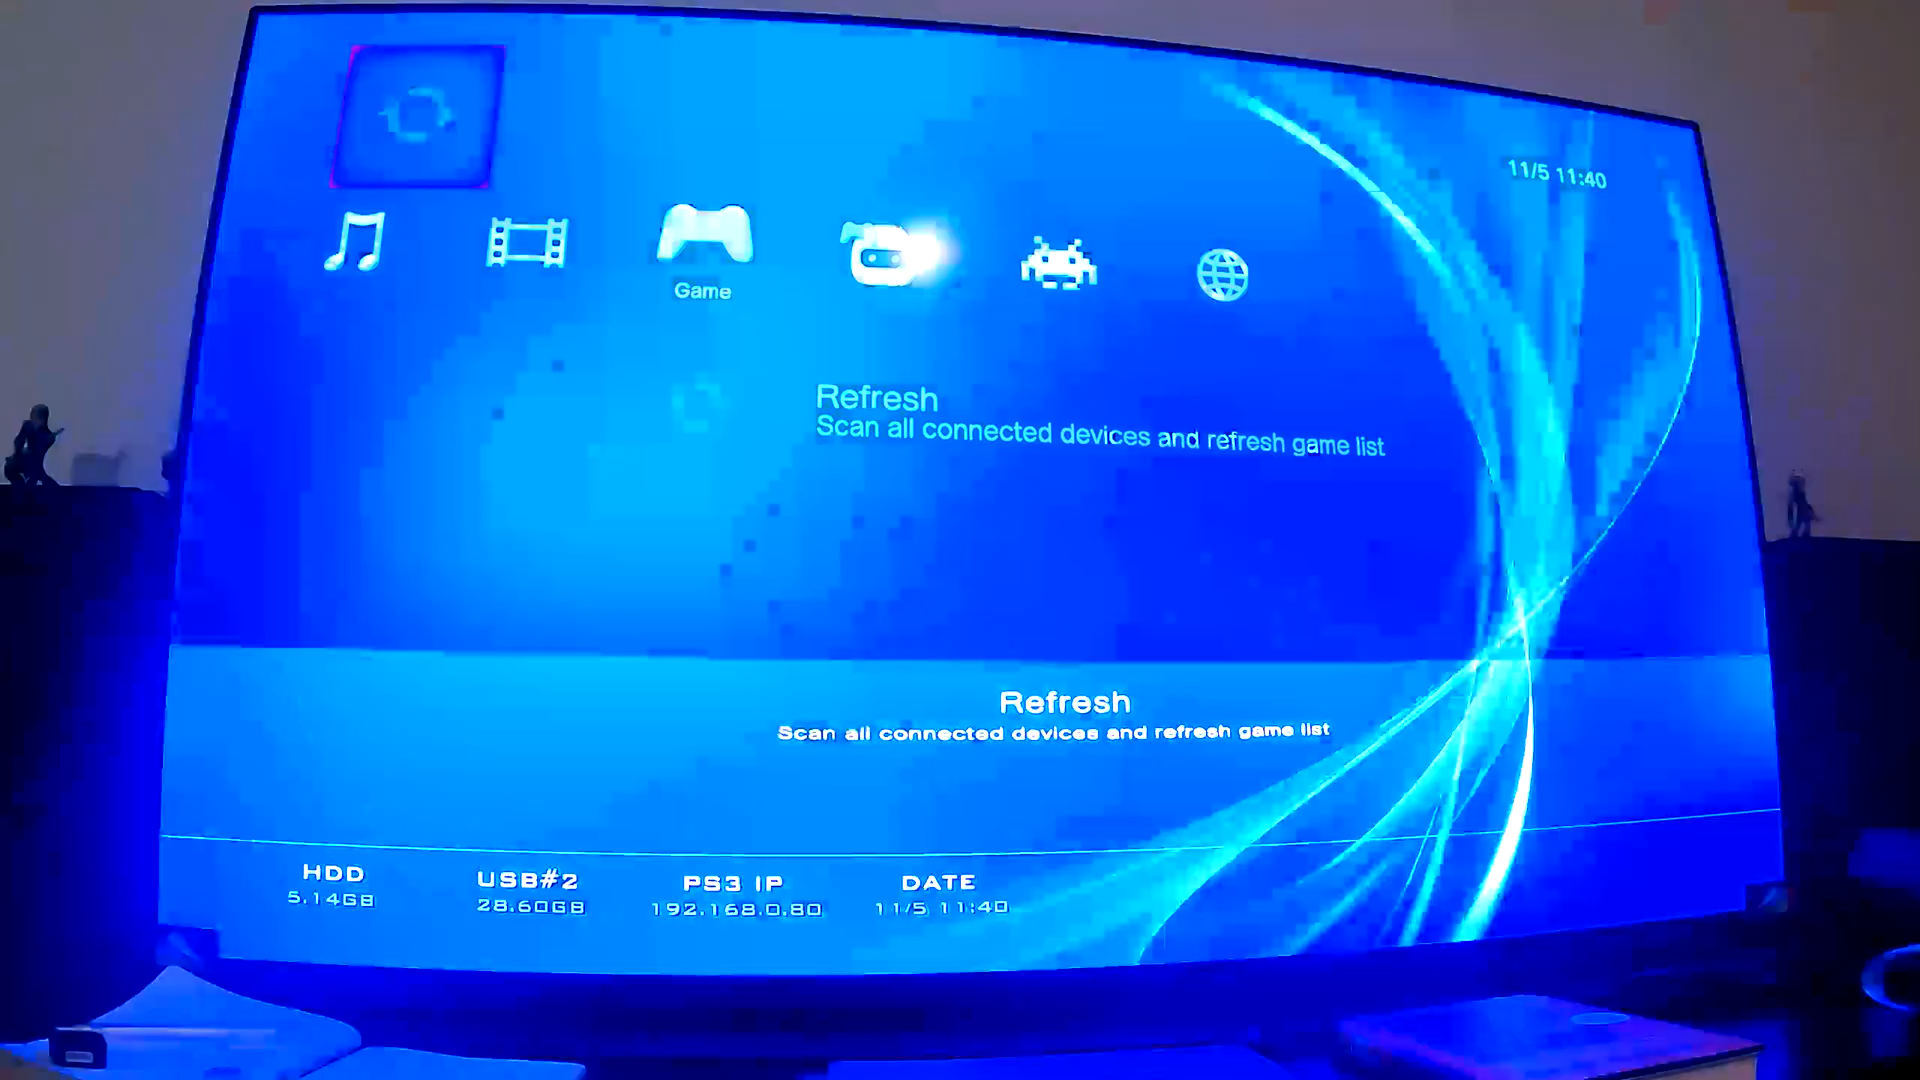 11/5 11:40
Game
Refresh
Scan all connected devices and refresh game list
Refresh
Scan all connected devices and refresh game list
HDD
5.14GB
USB#2
28.60GB
PS3 IP
192.168.0.80
DATE
11/5 11:40